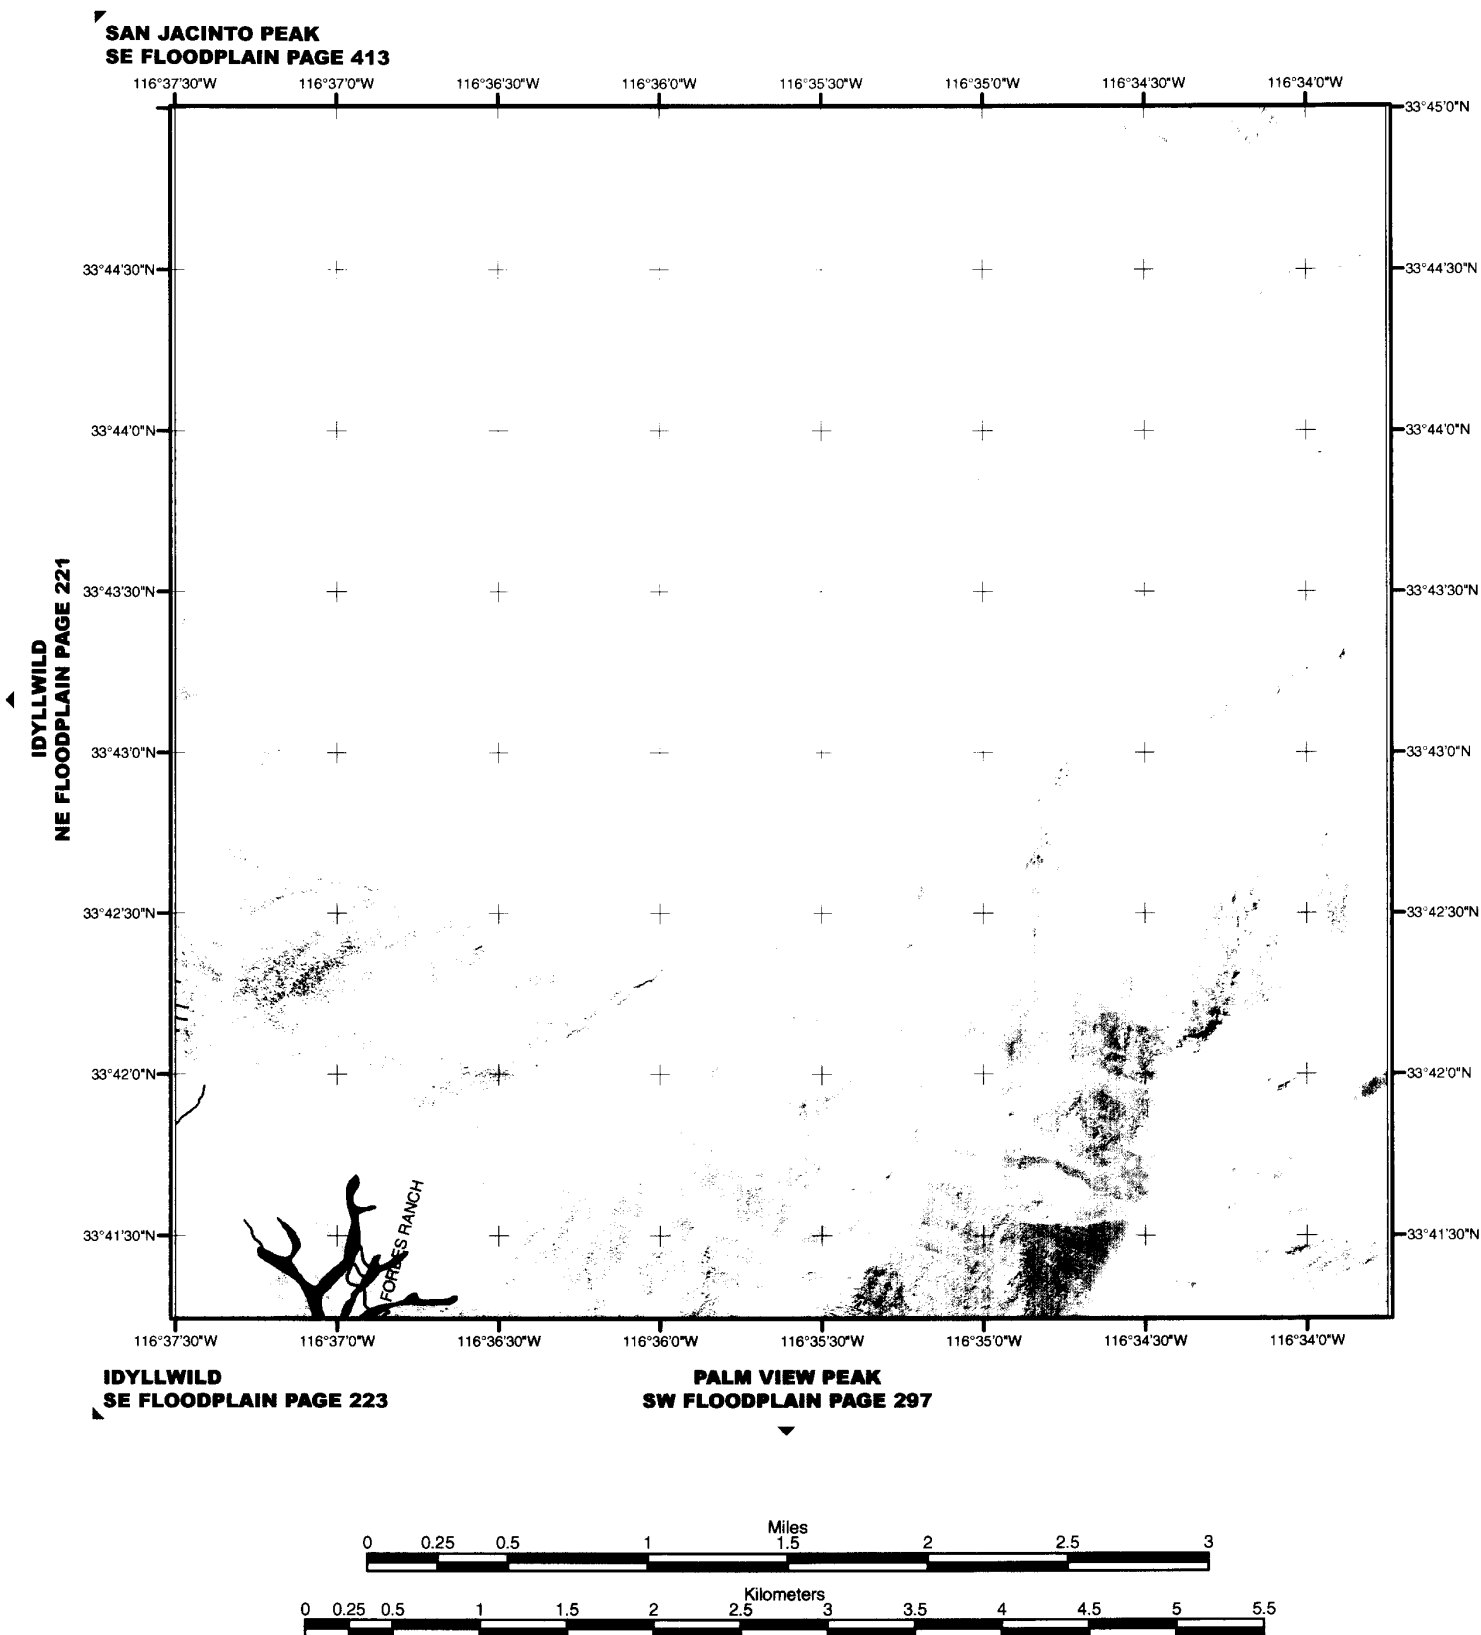 SAN JACINTO PEAK
SE FLOODPLAIN PAGE 413
116°37'30"W 116°37'0"W 116°36'30"W 116°36'0"W 116°35'30"W 116°35'0"W 116°34'30"W 116°34'0"W
33°45'0"N
33°44'30"N 33°44'30"N
33°44'0"N 33°44'0"N
33°43'30"N 33°43'30"N
IDYLLWILD
NE FLOODPLAIN PAGE 221
33°43'0"N 33°43'0"N
33°42'30"N 33°42'30"N
33°42'0"N 33°42'0"N
FORBES RANCH
33°41'30"N 33°41'30"N
116°37'30"W 116°37'0"W 116°36'30"W 116°36'0"W 116°35'30"W 116°35'0"W 116°34'30"W 116°34'0"W
IDYLLWILD
SE FLOODPLAIN PAGE 223
PALM VIEW PEAK
SW FLOODPLAIN PAGE 297
Miles
0 0.25 0.5 1 1.5 2 2.5 3
Kilometers
0 0.25 0.5 1 1.5 2 2.5 3 3.5 4 4.5 5 5.5